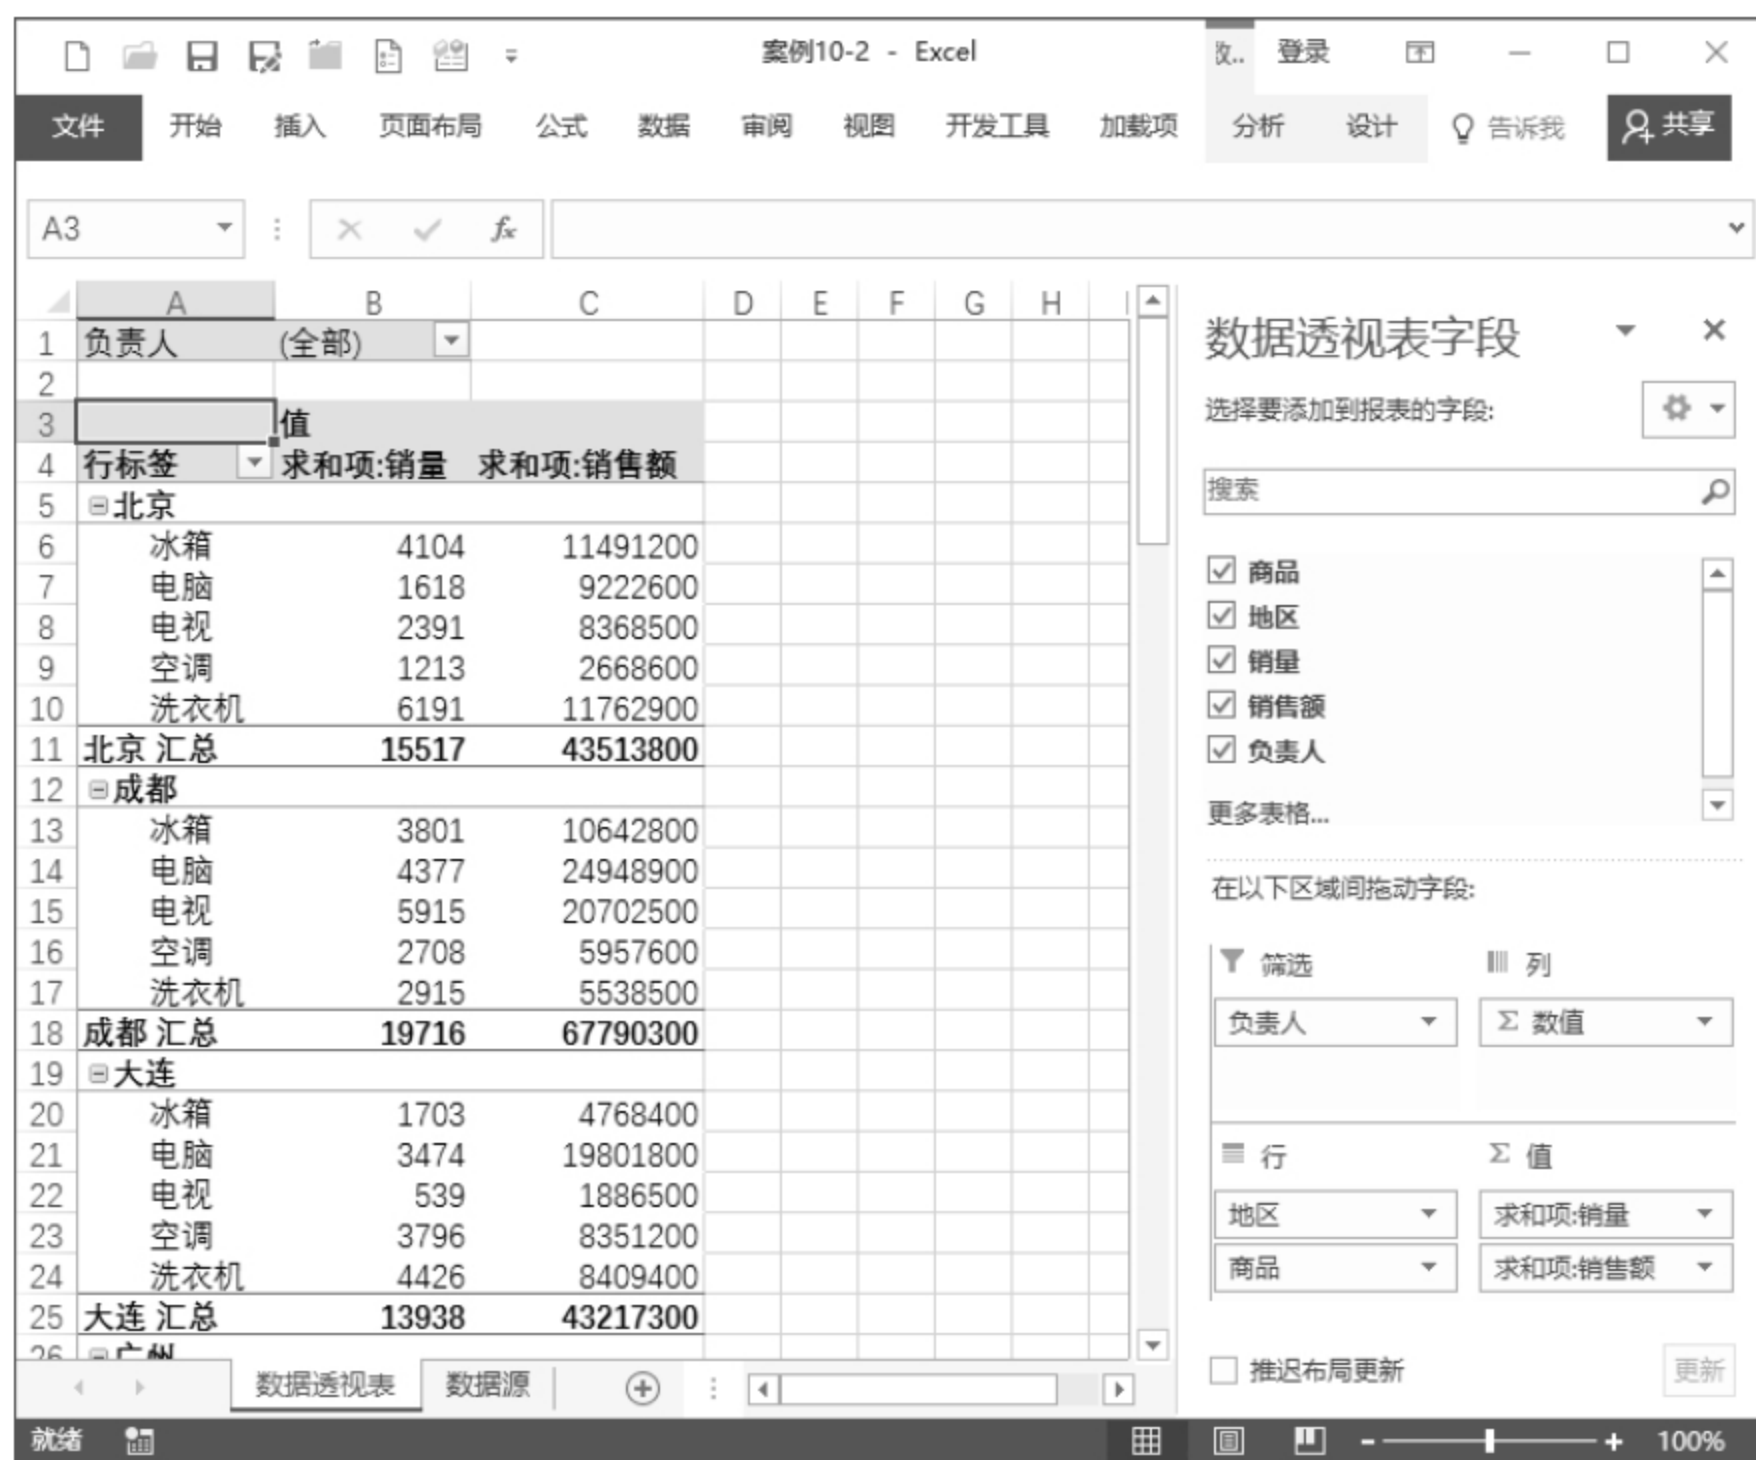 案例10-2 - Excel
登录
文件 开始 插入 页面布局 公式 数据 审阅 视图 开发工具 加载项 分析 设计 告诉我 共享
A3 fx
A B C D E F G H
1 负责人 (全部)
2
3 值
4 行标签 求和项:销量 求和项:销售额
5 北京
6 冰箱 4104 11491200
7 电脑 1618 9222600
8 电视 2391 8368500
9 空调 1213 2668600
10 洗衣机 6191 11762900
11 北京 汇总 15517 43513800
12 成都
13 冰箱 3801 10642800
14 电脑 4377 24948900
15 电视 5915 20702500
16 空调 2708 5957600
17 洗衣机 2915 5538500
18 成都 汇总 19716 67790300
19 大连
20 冰箱 1703 4768400
21 电脑 3474 19801800
22 电视 539 1886500
23 空调 3796 8351200
24 洗衣机 4426 8409400
25 大连 汇总 13938 43217300
26 广州
数据透视表 数据源
数据透视表字段
选择要添加到报表的字段:
搜索
商品
地区
销量
销售额
负责人
更多表格...
在以下区域间拖动字段:
筛选 列
负责人 Σ 数值
行 Σ 值
地区 求和项:销量
商品 求和项:销售额
推迟布局更新 更新
就绪 100%